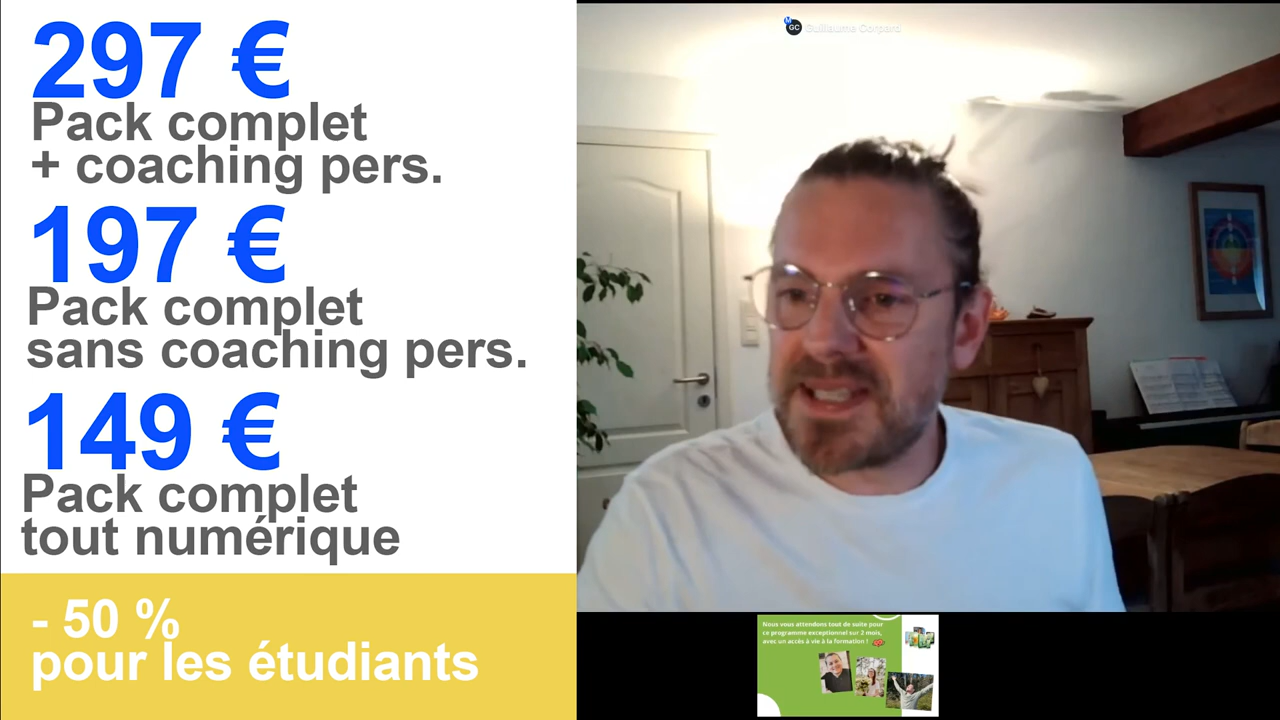 297 €
Pack complet
+ coaching pers.
197 €
Pack complet
sans coaching pers.
149 €
Pack complet
tout numérique
- 50 %
pour les étudiants
M
GC
Nous vous attendons tout de suite pour
ce programme exceptionnel sur 2 mois,
avec un accès à vie à la formation !